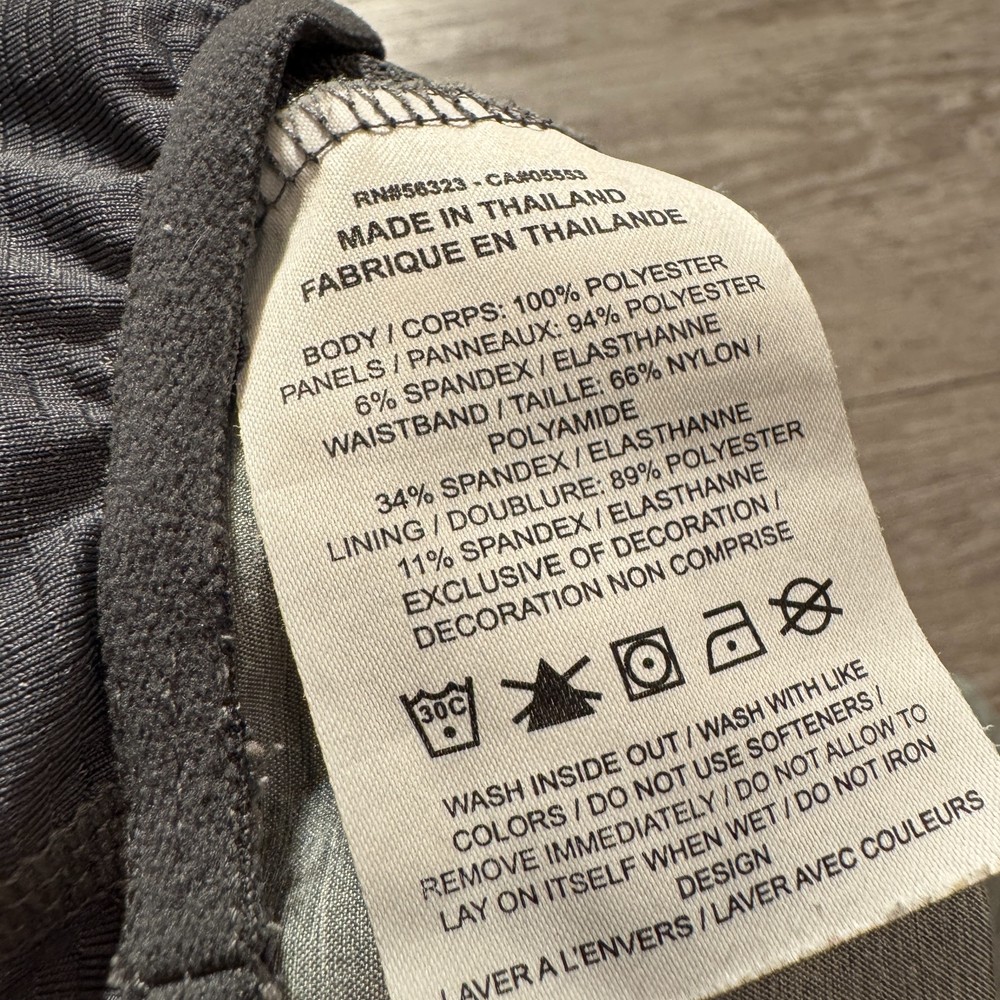 RN#56323 - CA#05553
MADE IN THAILAND
FABRIQUE EN THAILANDE
BODY / CORPS: 100% POLYESTER
PANELS / PANNEAUX: 94% POLYESTER
6% SPANDEX / ELASTHANNE
WAISTBAND / TAILLE: 66% NYLON /
POLYAMIDE
34% SPANDEX / ELASTHANNE
LINING / DOUBLURE: 89% POLYESTER
11% SPANDEX / ELASTHANNE
EXCLUSIVE OF DECORATION /
DECORATION NON COMPRISE
30C
WASH INSIDE OUT / WASH WITH LIKE
COLORS / DO NOT USE SOFTENERS /
REMOVE IMMEDIATELY / DO NOT ALLOW TO
LAY ON ITSELF WHEN WET / DO NOT IRON
DESIGN
LAVER A L'ENVERS / LAVER AVEC COULEURS